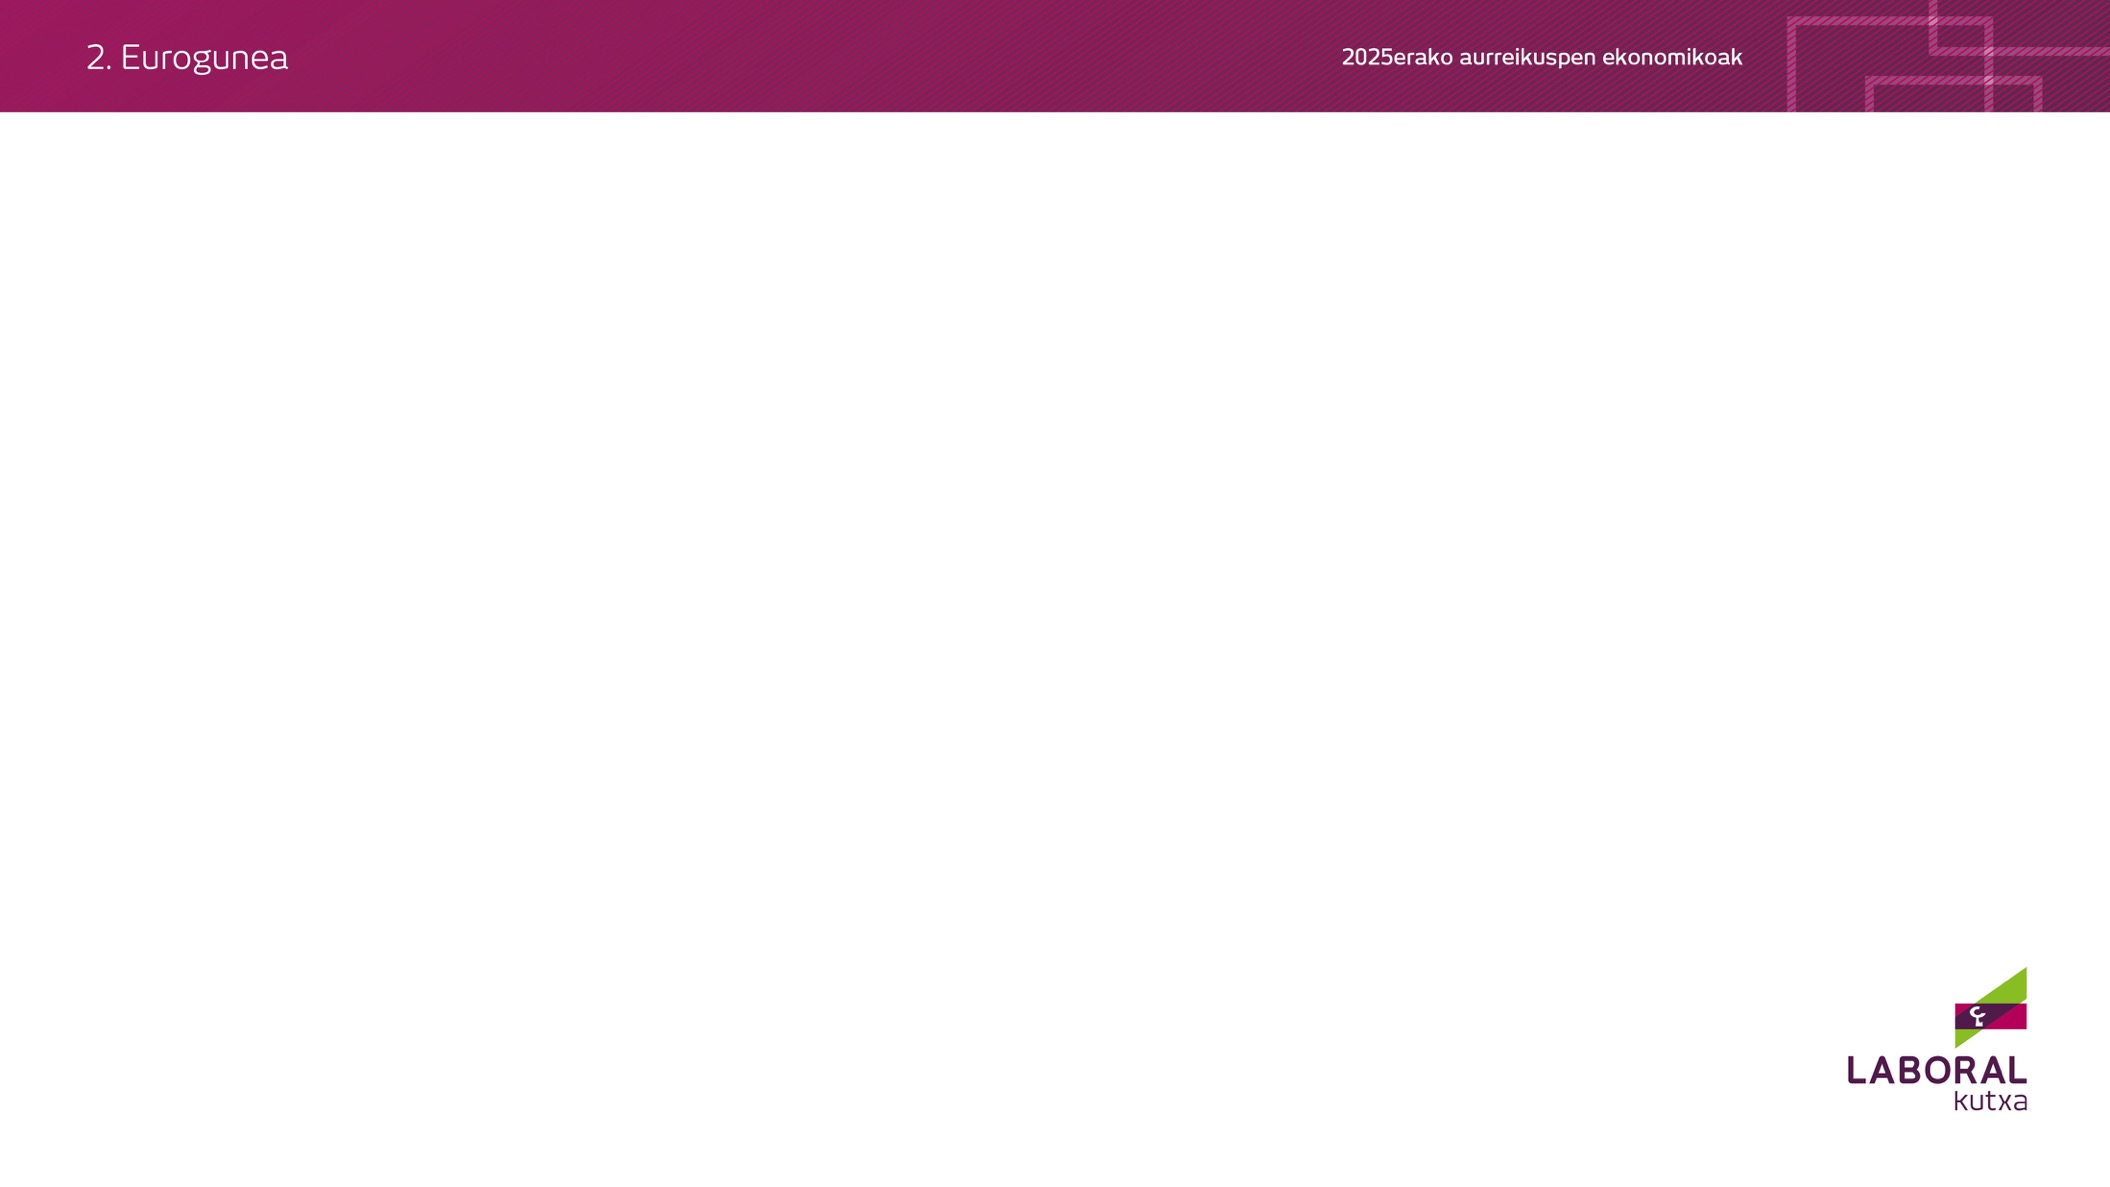 2. Eurogunea
2025erako aurreikuspen ekonomikoak
LABORAL
kutxa